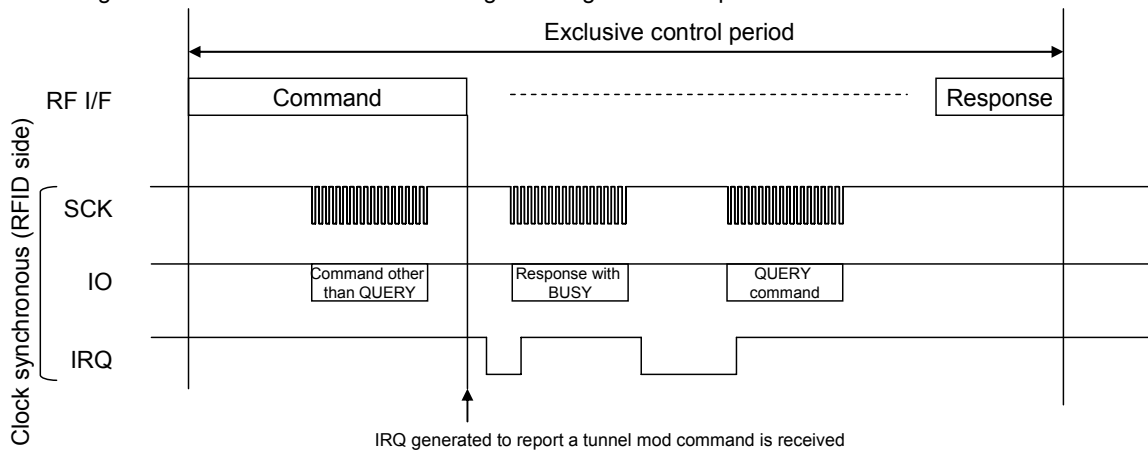 Exclusive control period
RF I/F
Command
Response
Clock synchronous (RFID side)
SCK
IO
Command other
than QUERY
Response with
BUSY
QUERY
command
IRQ
IRQ generated to report a tunnel mod command is received